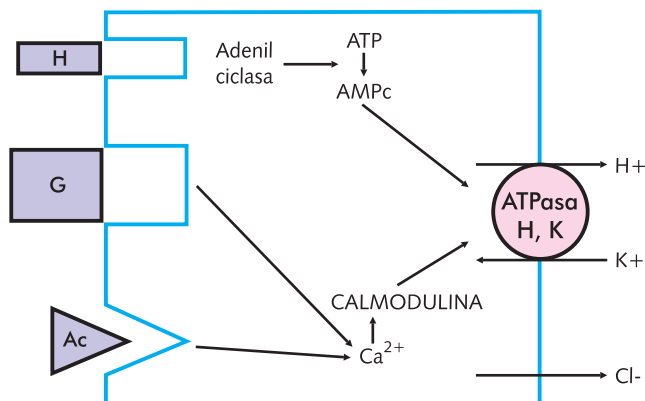 H
Adenil
ciclasa
ATP
AMPc
G
H+
ATPasa
H, K
K+
CALMODULINA
Ac
Ca2+
Cl-